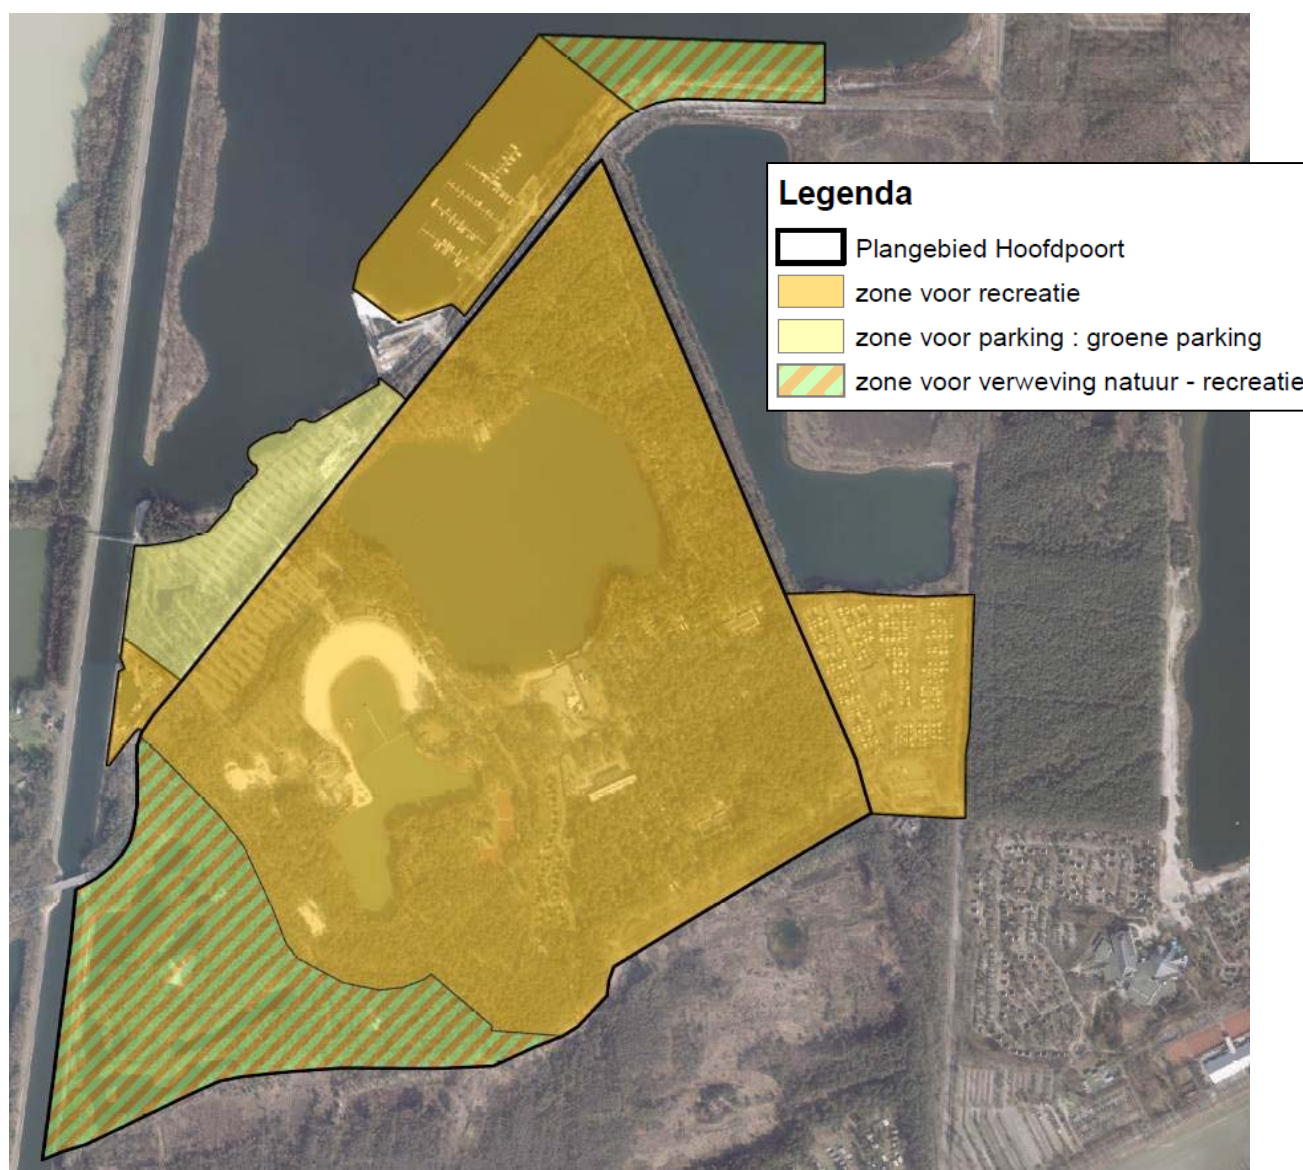 Legenda
Plangebied Hoofdpoort
zone voor recreatie
zone voor parking : groene parking
zone voor verweving natuur - recreatie